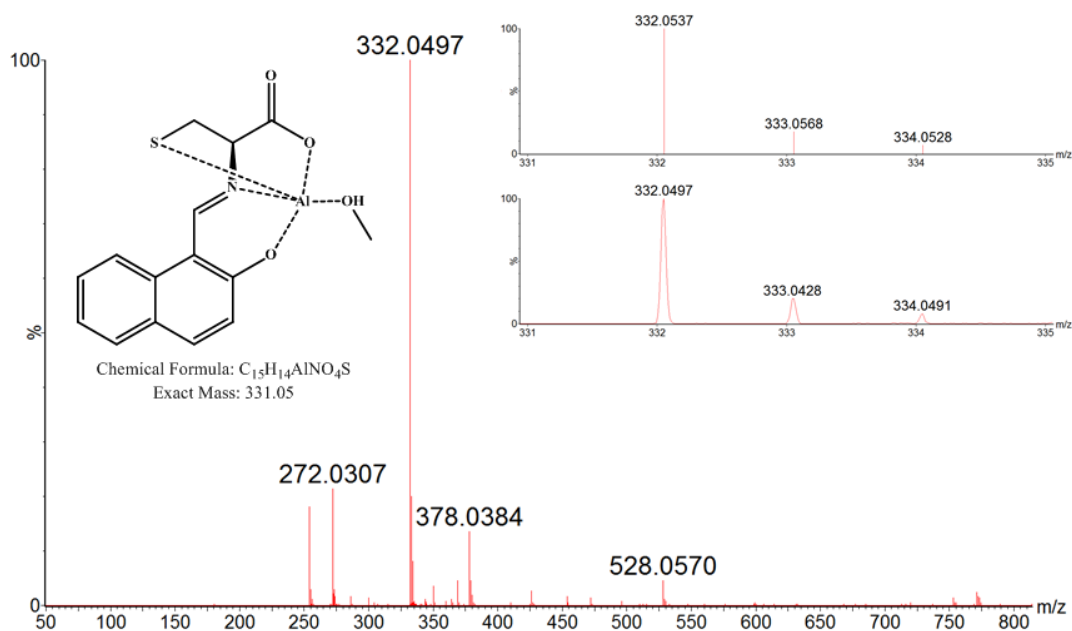 100
%
0
332.0497
272.0307
378.0384
528.0570
50 100 150 200 250 300 350 400 450 500 550 600 650 700 750 800 m/z
O
S
O
N
Al
OH
O
Chemical Formula: C₁₅H₁₄AlNO₄S
Exact Mass: 331.05
332.0537
100
%
333.0568
334.0528
0
331 332 333 334 335 m/z
332.0497
100
%
333.0428
334.0491
0
331 332 333 334 335 m/z